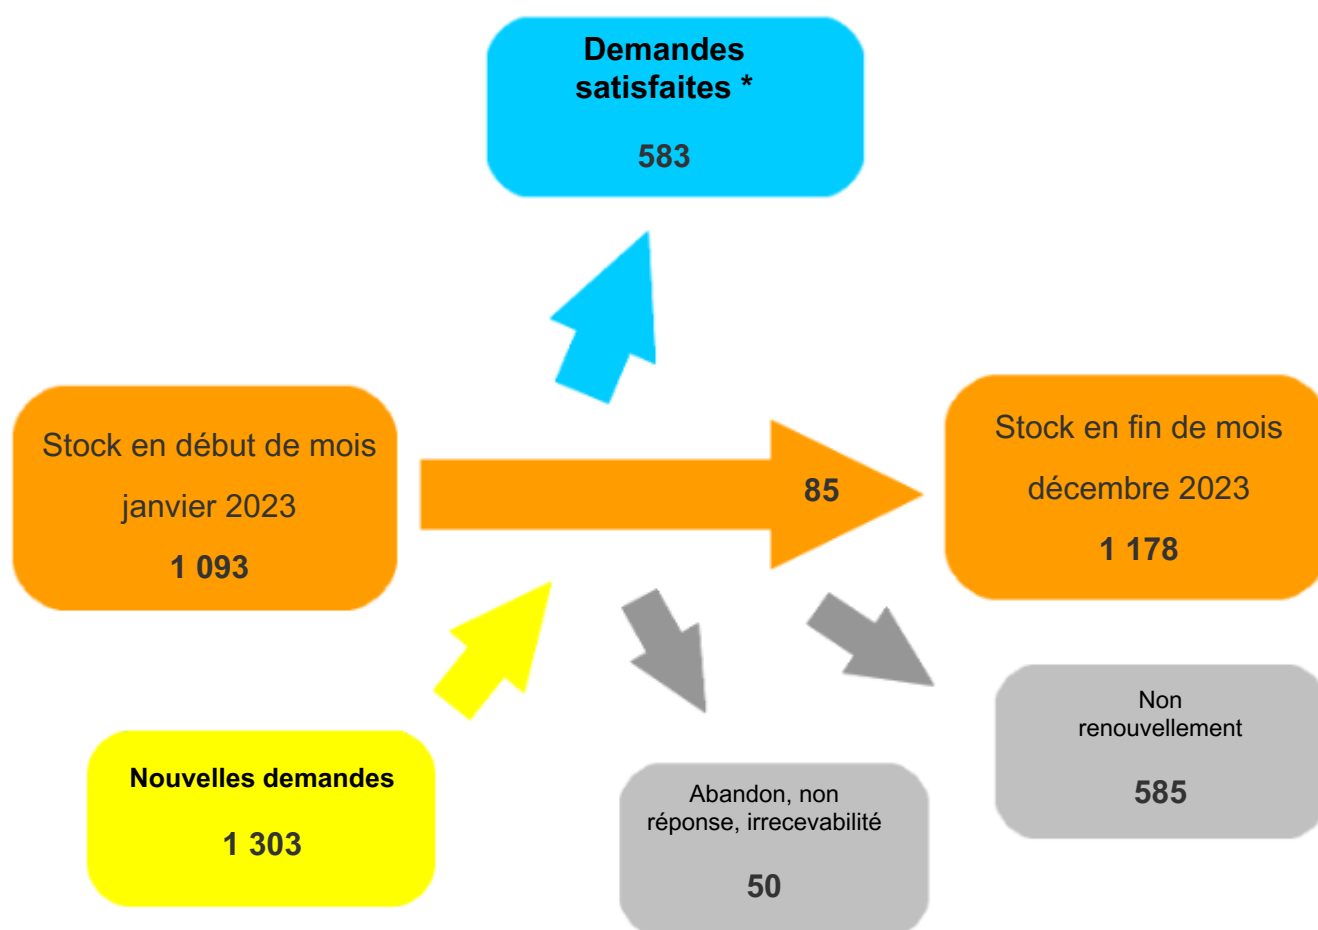 Demandes
satisfaites *
583
Stock en début de mois
janvier 2023
1 093
85
Stock en fin de mois
décembre 2023
1 178
Nouvelles demandes
1 303
Abandon, non
réponse, irrecevabilité
50
Non
renouvellement
585